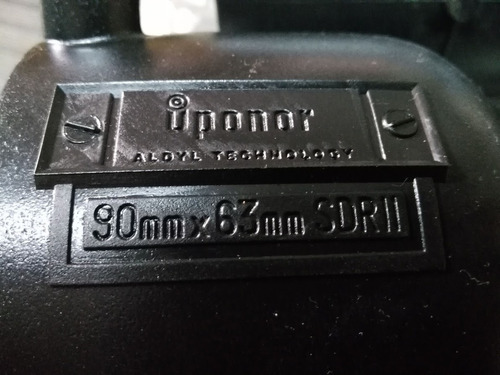 uponor
ALDYL TECHNOLOGY
90mm x 63mm SDR11